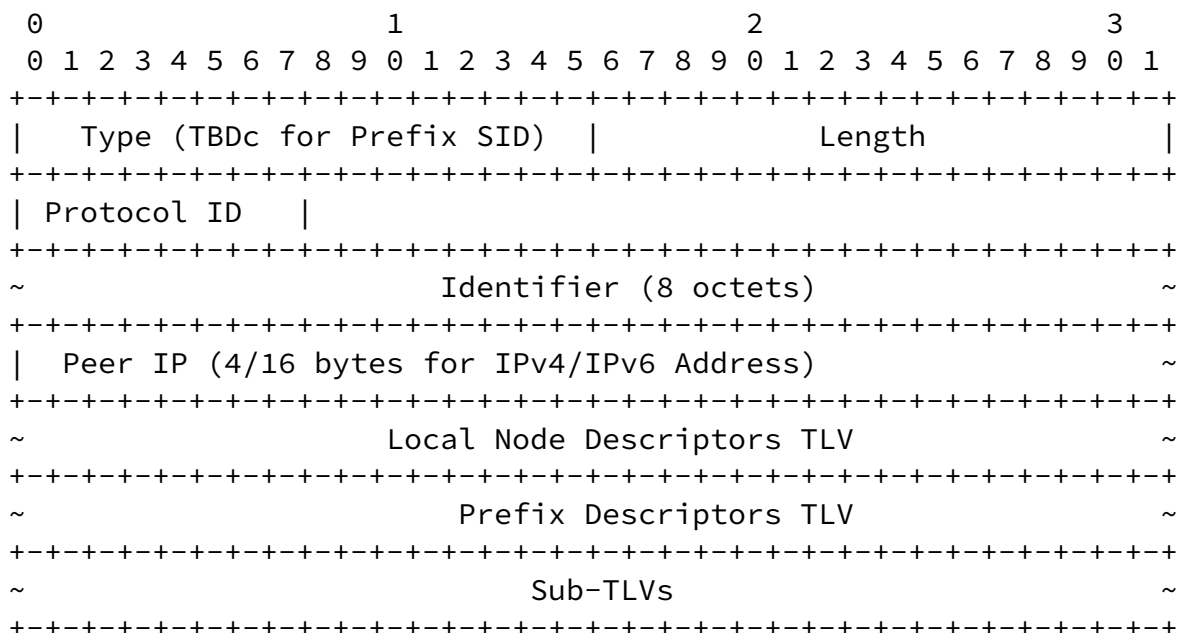 0                   1                   2                   3
 0 1 2 3 4 5 6 7 8 9 0 1 2 3 4 5 6 7 8 9 0 1 2 3 4 5 6 7 8 9 0 1
+-+-+-+-+-+-+-+-+-+-+-+-+-+-+-+-+-+-+-+-+-+-+-+-+-+-+-+-+-+-+-+-+
|   Type (TBDc for Prefix SID)  |            Length             |
+-+-+-+-+-+-+-+-+-+-+-+-+-+-+-+-+-+-+-+-+-+-+-+-+-+-+-+-+-+-+-+-+
| Protocol ID   |
+-+-+-+-+-+-+-+-+-+-+-+-+-+-+-+-+-+-+-+-+-+-+-+-+-+-+-+-+-+-+-+-+
~                       Identifier (8 octets)                   ~
+-+-+-+-+-+-+-+-+-+-+-+-+-+-+-+-+-+-+-+-+-+-+-+-+-+-+-+-+-+-+-+-+
|  Peer IP (4/16 bytes for IPv4/IPv6 Address)                   ~
+-+-+-+-+-+-+-+-+-+-+-+-+-+-+-+-+-+-+-+-+-+-+-+-+-+-+-+-+-+-+-+-+
~                    Local Node Descriptors TLV                 ~
+-+-+-+-+-+-+-+-+-+-+-+-+-+-+-+-+-+-+-+-+-+-+-+-+-+-+-+-+-+-+-+-+
~                        Prefix Descriptors TLV                 ~
+-+-+-+-+-+-+-+-+-+-+-+-+-+-+-+-+-+-+-+-+-+-+-+-+-+-+-+-+-+-+-+-+
~                            Sub-TLVs                           ~
+-+-+-+-+-+-+-+-+-+-+-+-+-+-+-+-+-+-+-+-+-+-+-+-+-+-+-+-+-+-+-+-+